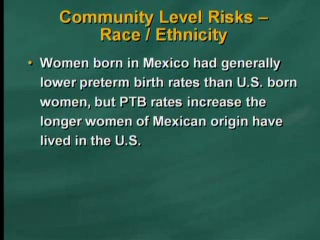 Community Level Risks –
Race / Ethnicity
• Women born in Mexico had generally
lower preterm birth rates than U.S. born
women, but PTB rates increase the
longer women of Mexican origin have
lived in the U.S.